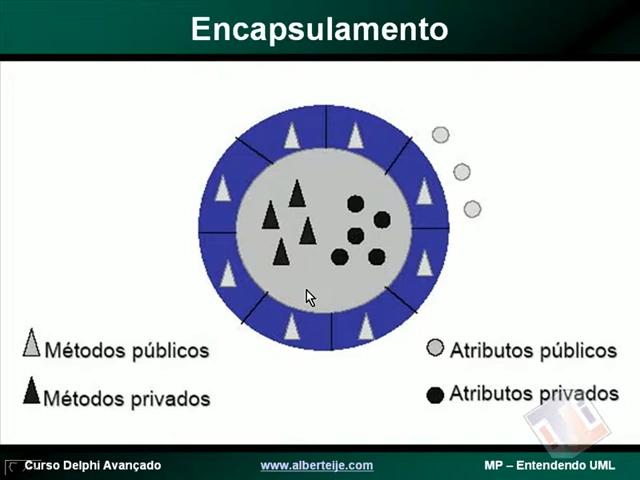 Encapsulamento
Métodos públicos
Atributos públicos
Métodos privados
Atributos privados
Curso Delphi Avançado
www.alberteije.com
MP – Entendendo UML